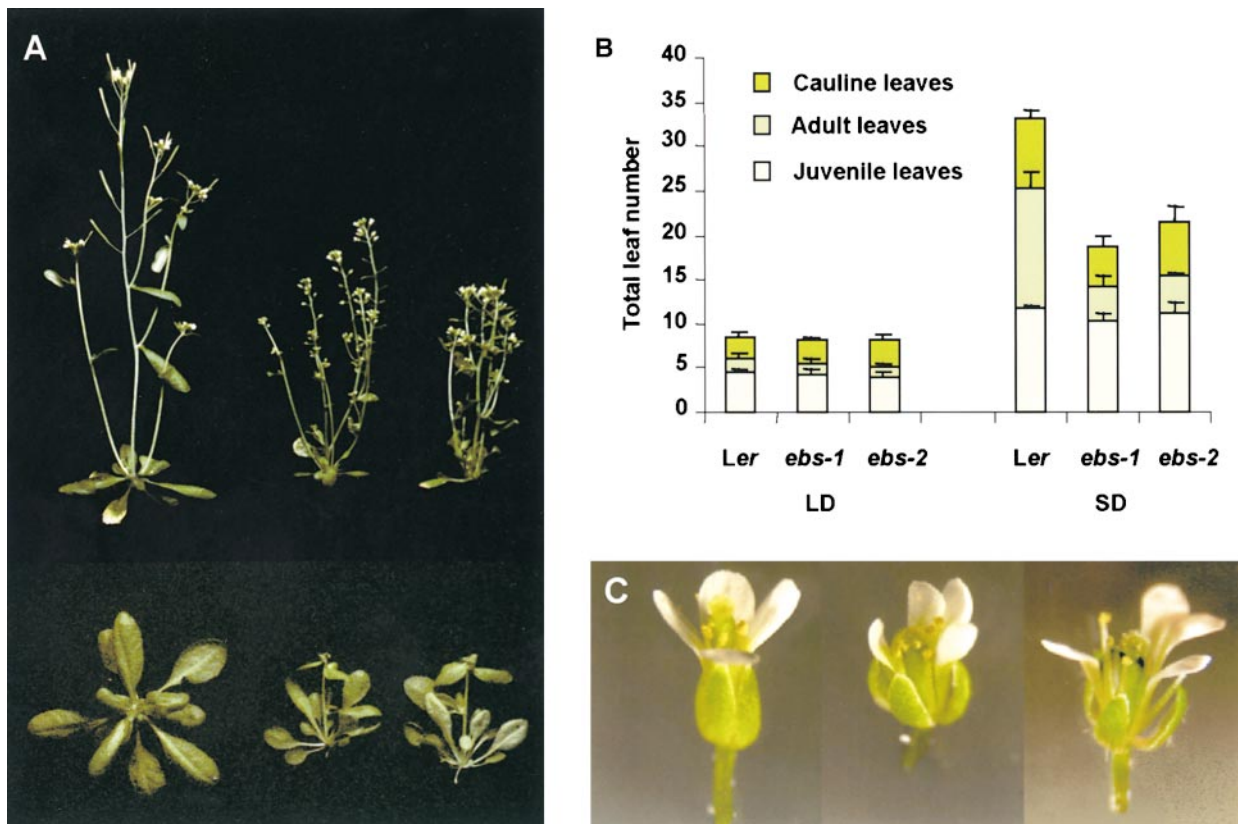 A
B
40
35
30
25
20
15
10
5
0
Total leaf number
Cauline leaves
Adult leaves
Juvenile leaves
Ler ebs-1 ebs-2 Ler ebs-1 ebs-2
LD SD
C